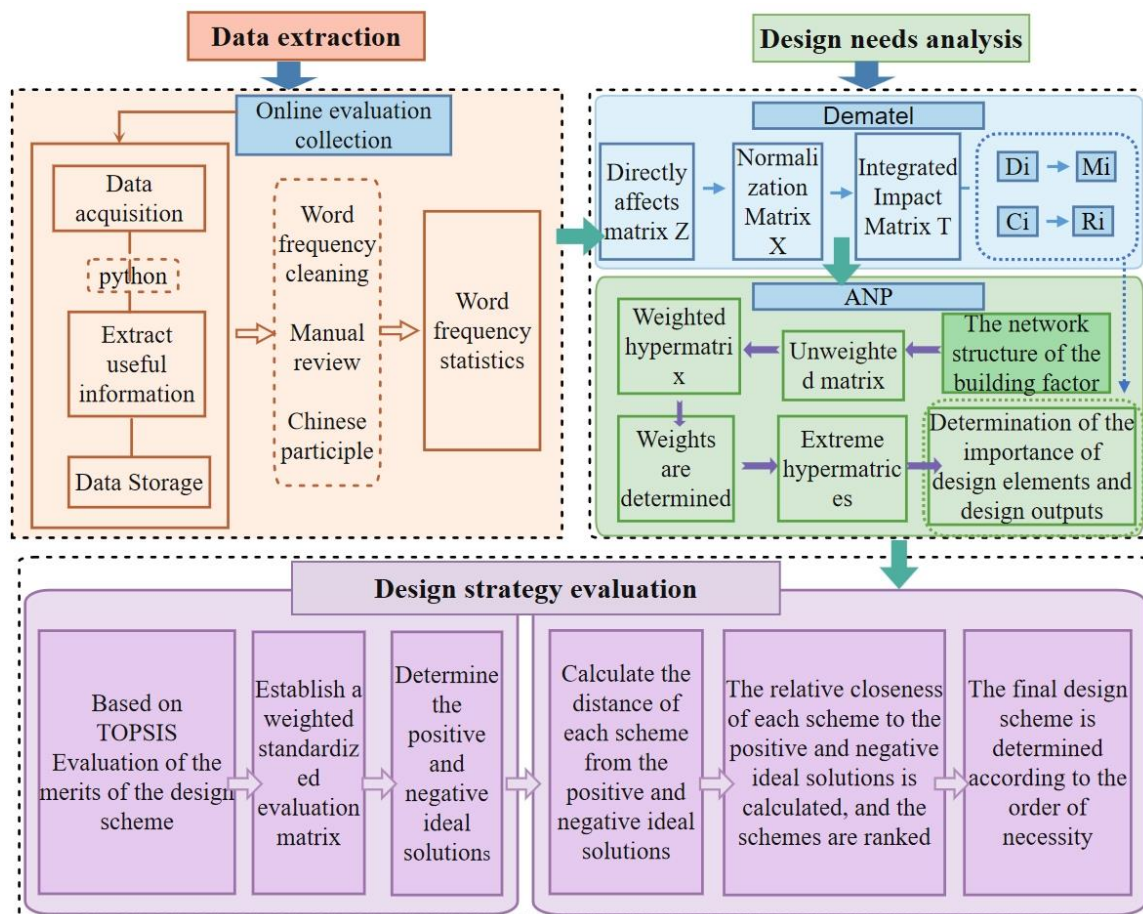 Data extraction
Online evaluation
collection
Data
acquisition
python
Extract
useful
information
Data Storage
Word
frequency
cleaning
Manual
review
Chinese
participle
Word
frequency
statistics
Design needs analysis
Dematel
Directly
affects
matrix Z
Normali
zation
Matrix
X
Integrated
Impact
Matrix T
Di
Mi
Ci
Ri
ANP
The network
structure of the
building factor
Unweighte
d matrix
Weighted
hypermatri
x
Weights
are
determined
Extreme
hypermatric
es
Determination of the
importance of
design elements and
design outputs
Design strategy evaluation
Based on
TOPSIS
Evaluation of the
merits of the design
scheme
Establish a
weighted
standardiz
ed
evaluation
matrix
Determine
the
positive
and
negative
ideal
solutions
Calculate the
distance of
each scheme
from the
positive and
negative ideal
solutions
The relative closeness
of each scheme to the
positive and negative
ideal solutions is
calculated, and the
schemes are ranked
The final design
scheme is
determined
according to the
order of
necessity